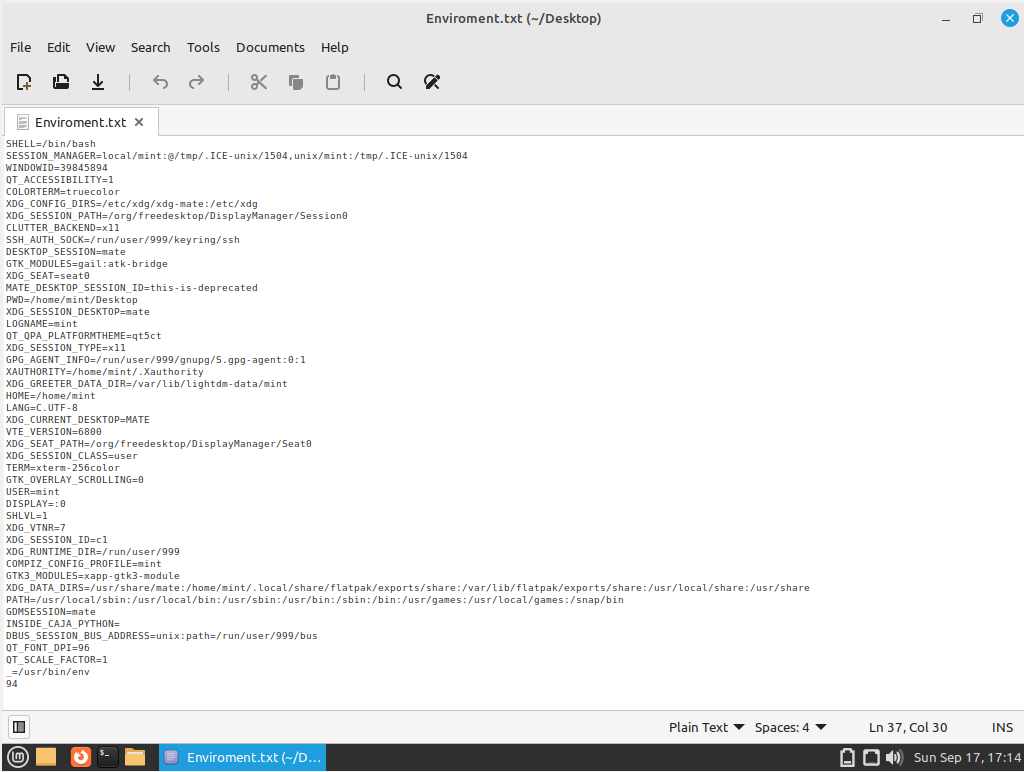 Enviroment.txt (~/Desktop)
File Edit View Search Tools Documents Help
Enviroment.txt
SHELL=/bin/bash
SESSION_MANAGER=local/mint:@/tmp/.ICE-unix/1504,unix/mint:/tmp/.ICE-unix/1504
WINDOWID=39845894
QT_ACCESSIBILITY=1
COLORTERM=truecolor
XDG_CONFIG_DIRS=/etc/xdg/xdg-mate:/etc/xdg
XDG_SESSION_PATH=/org/freedesktop/DisplayManager/Session0
CLUTTER_BACKEND=x11
SSH_AUTH_SOCK=/run/user/999/keyring/ssh
DESKTOP_SESSION=mate
GTK_MODULES=gail:atk-bridge
XDG_SEAT=seat0
MATE_DESKTOP_SESSION_ID=this-is-deprecated
PWD=/home/mint/Desktop
XDG_SESSION_DESKTOP=mate
LOGNAME=mint
QT_QPA_PLATFORMTHEME=qt5ct
XDG_SESSION_TYPE=x11
GPG_AGENT_INFO=/run/user/999/gnupg/S.gpg-agent:0:1
XAUTHORITY=/home/mint/.Xauthority
XDG_GREETER_DATA_DIR=/var/lib/lightdm-data/mint
HOME=/home/mint
LANG=C.UTF-8
XDG_CURRENT_DESKTOP=MATE
VTE_VERSION=6800
XDG_SEAT_PATH=/org/freedesktop/DisplayManager/Seat0
XDG_SESSION_CLASS=user
TERM=xterm-256color
GTK_OVERLAY_SCROLLING=0
USER=mint
DISPLAY=:0
SHLVL=1
XDG_VTNR=7
XDG_SESSION_ID=c1
XDG_RUNTIME_DIR=/run/user/999
COMPIZ_CONFIG_PROFILE=mint
GTK3_MODULES=xapp-gtk3-module
XDG_DATA_DIRS=/usr/share/mate:/home/mint/.local/share/flatpak/exports/share:/var/lib/flatpak/exports/share:/usr/local/share:/usr/share
PATH=/usr/local/sbin:/usr/local/bin:/usr/sbin:/usr/bin:/sbin:/bin:/usr/games:/usr/local/games:/snap/bin
GDMSESSION=mate
INSIDE_CAJA_PYTHON=
DBUS_SESSION_BUS_ADDRESS=unix:path=/run/user/999/bus
QT_FONT_DPI=96
QT_SCALE_FACTOR=1
_=/usr/bin/env
94
Plain Text Spaces: 4 Ln 37, Col 30 INS
Enviroment.txt (~/D... Sun Sep 17, 17:14